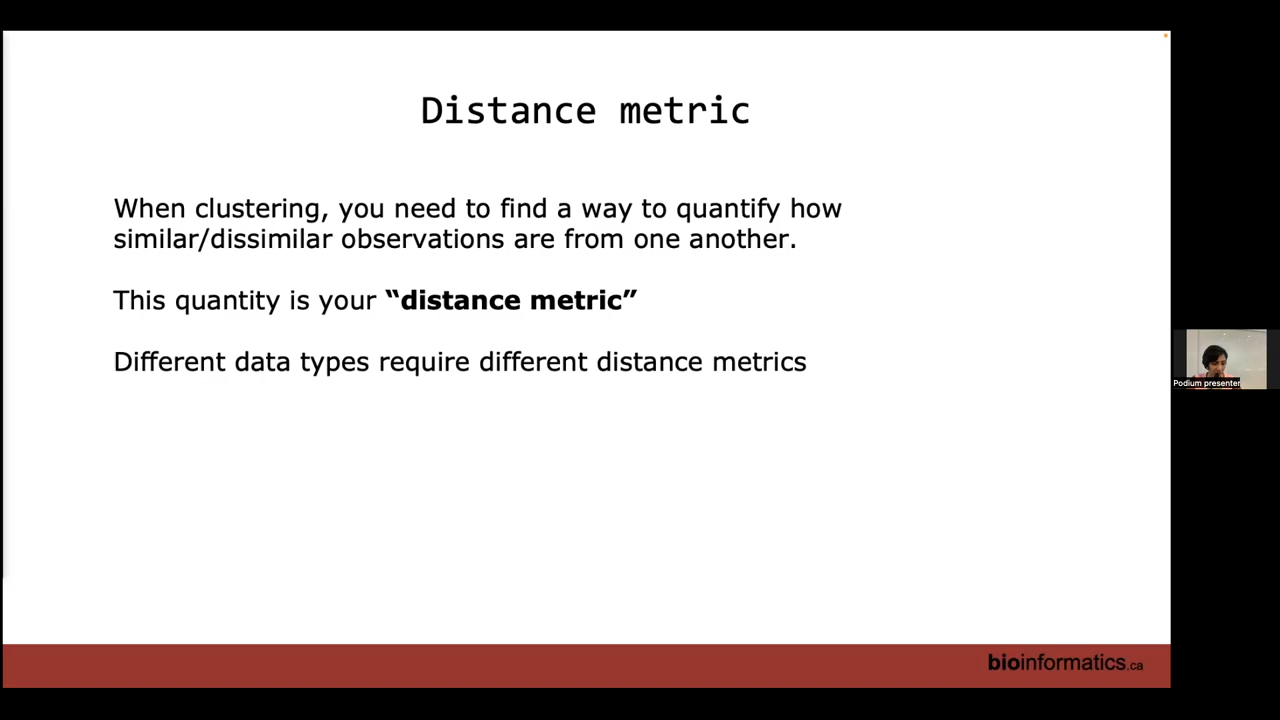 Distance metric
When clustering, you need to find a way to quantify how
similar/dissimilar observations are from one another.
This quantity is your “distance metric”
Different data types require different distance metrics
Podium presenter
bioinformatics.ca